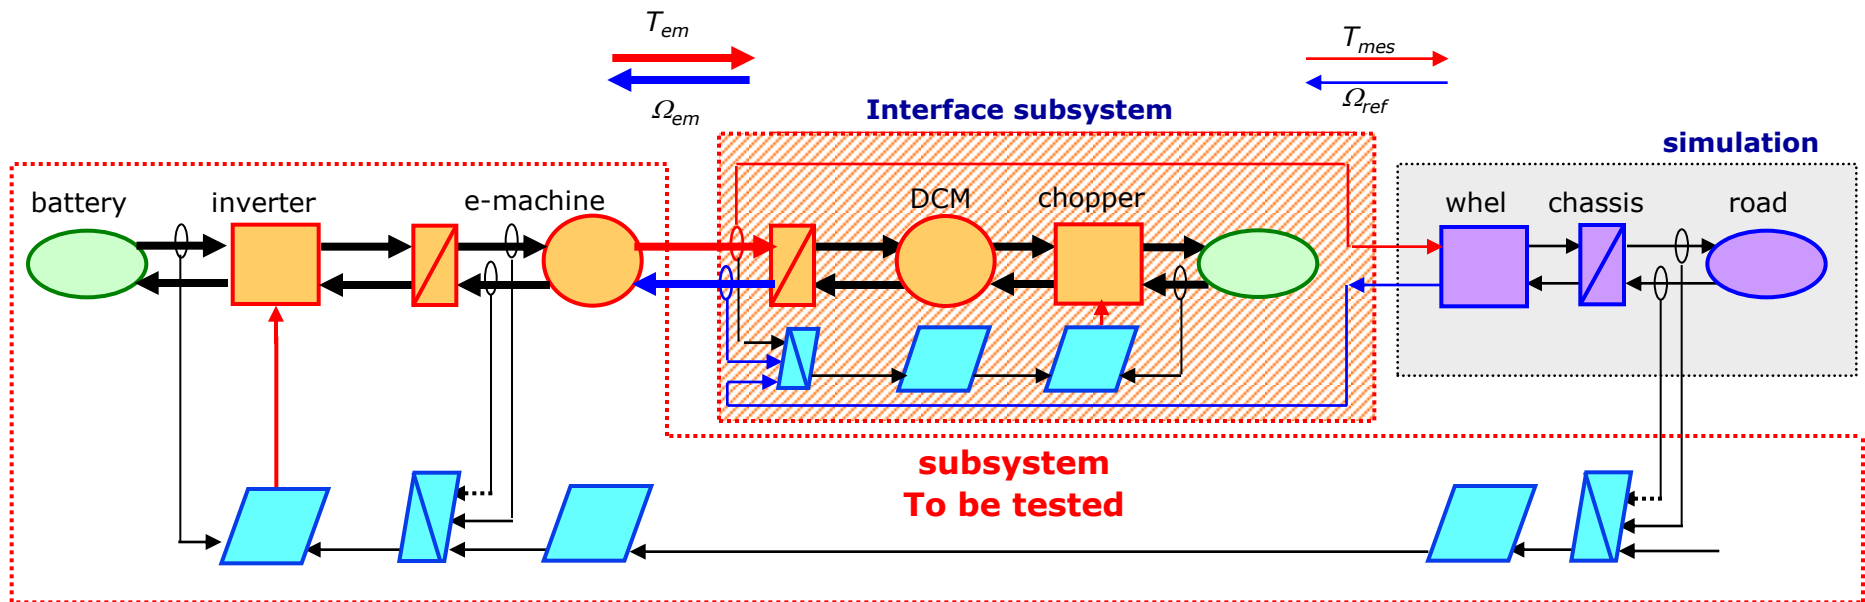 T_em
Ω_em
T_mes
Ω_ref
Interface subsystem
simulation
battery
inverter
e-machine
DCM
chopper
whel
chassis
road
subsystem
To be tested